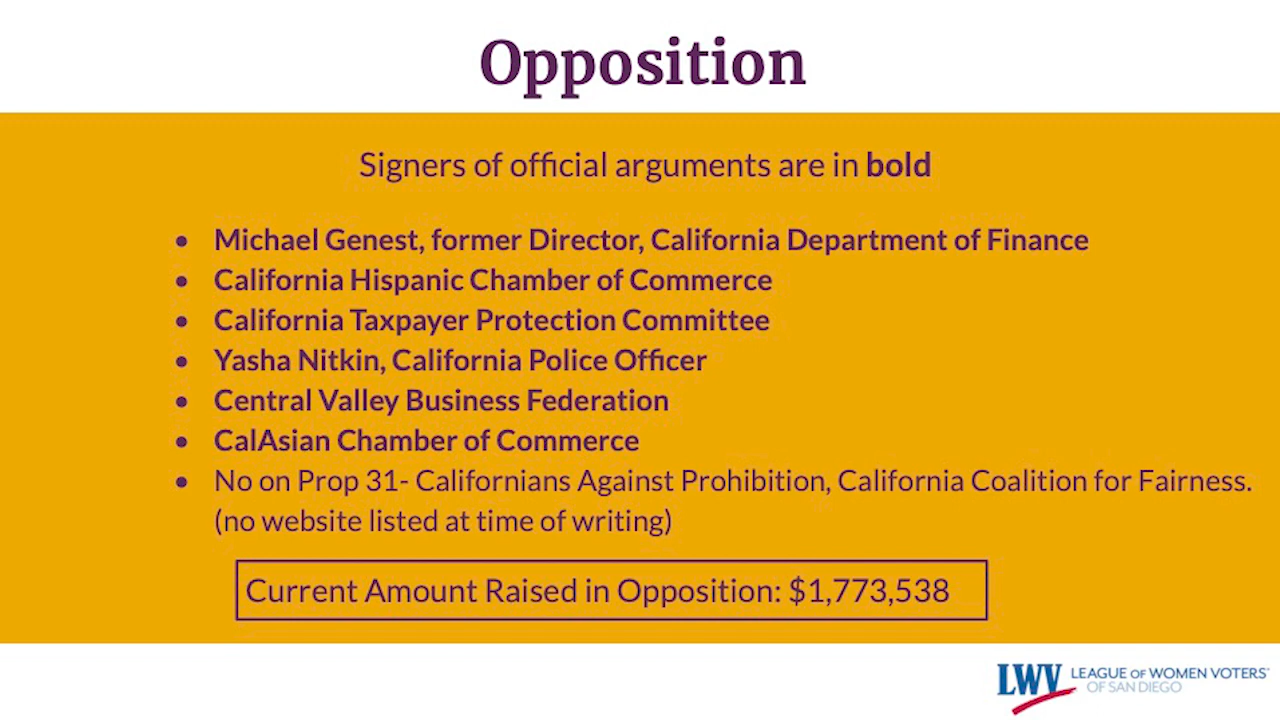 Opposition
Signers of official arguments are in bold
• Michael Genest, former Director, California Department of Finance
• California Hispanic Chamber of Commerce
• California Taxpayer Protection Committee
• Yasha Nitkin, California Police Officer
• Central Valley Business Federation
• CalAsian Chamber of Commerce
• No on Prop 31- Californians Against Prohibition, California Coalition for Fairness.
(no website listed at time of writing)
Current Amount Raised in Opposition: $1,773,538
LWV LEAGUE OF WOMEN VOTERS®
OF SAN DIEGO